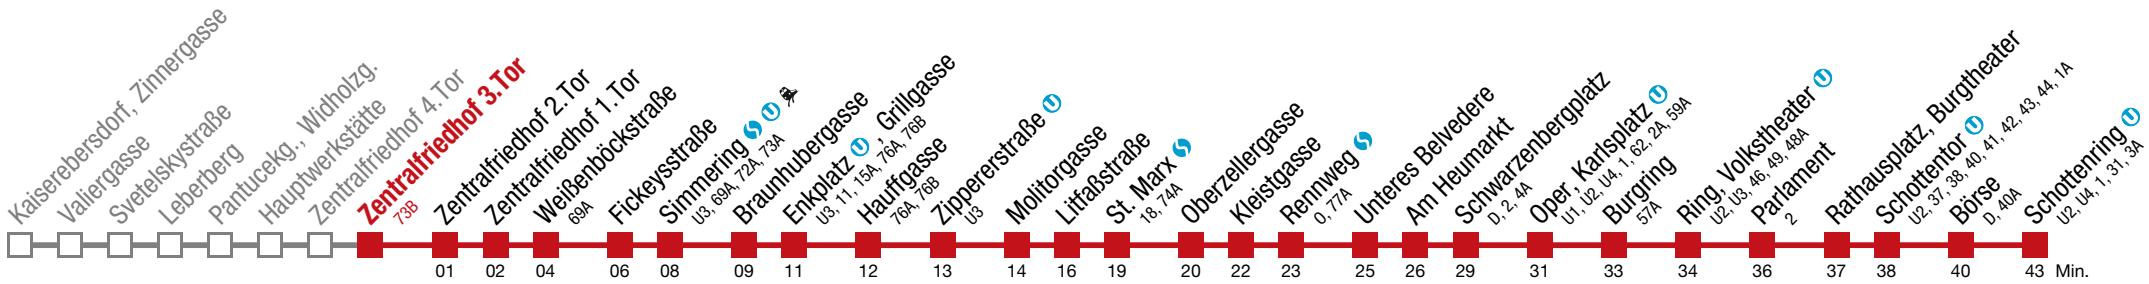 Kaiserebersdorf, Zinnergasse
Valiergasse
Svetelskystraße
Leberberg
Pantucekg., Widholzg.
Hauptwerkstätte
Zentralfriedhof 4.Tor
Zentralfriedhof 3.Tor
73B
Zentralfriedhof 2.Tor
Zentralfriedhof 1.Tor
Weißenböckstraße
69A
Fickeysstraße
Simmering S U
U3, 69A, 72A, 73A
Braunhubergasse
Enkplatz U , Grillgasse
U3, 11, 15A, 76A, 76B
Hauffgasse
76A, 76B
Zippererstraße U
U3
Molitorgasse
Litfaßstraße
St. Marx S
18, 74A
Oberzellergasse
Kleistgasse
Rennweg S
O, 77A
Unteres Belvedere
Am Heumarkt
Schwarzenbergplatz
D, 2, 4A
Oper, Karlsplatz U
U1, U2, U4, 1, 62, 2A, 59A
Burgring
57A
Ring, Volkstheater U
U2, U3, 46, 49, 48A
Parlament
2
Rathausplatz, Burgtheater
Schottentor U
U2, 37, 38, 40, 41, 42, 43, 44, 1A
Börse
D, 40A
Schottenring U
U2, U4, 1, 31, 3A
01 02 04 06 08 09 11 12 13 14 16 19 20 22 23 25 26 29 31 33 34 36 37 38 40 43 Min.